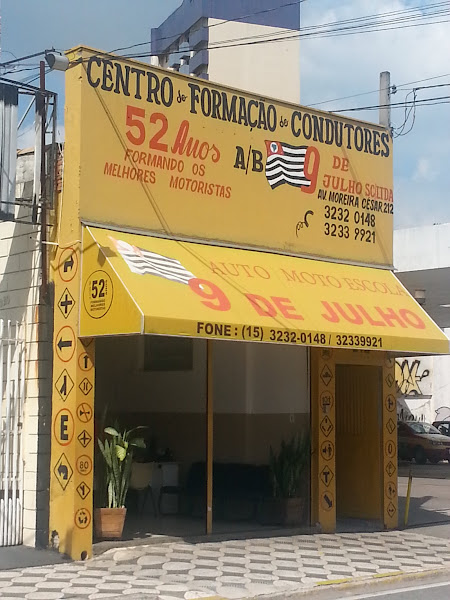 CENTRO de FORMAÇÃO de CONDUTORES
52 Anos
FORMANDO OS
MELHORES MOTORISTAS
A/B 9 DE
JULHO SC LTDA
AV MOREIRA CESAR 212
3232 0148
3233 9921
52
AUTO MOTO ESCOLA
9 DE JULHO
FONE: (15) 3232-0148 / 32339921
E
80